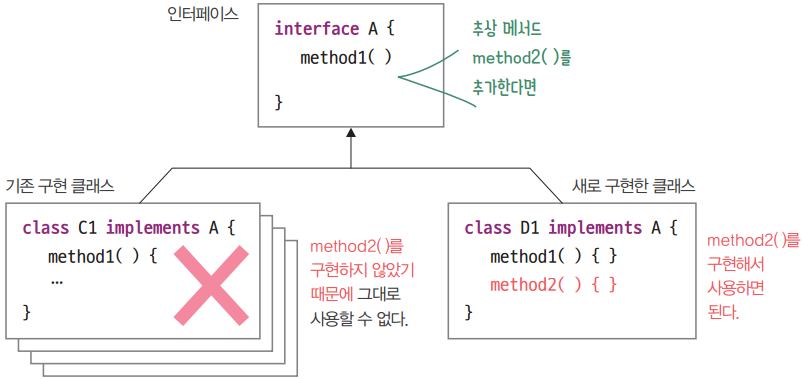 인터페이스
interface A {
method1( )
}
추상 메서드
method2( )를
추가한다면
기존 구현 클래스
class C1 implements A {
method1( ) {
…
}
method2( )를
구현하지 않았기
때문에 그대로
사용할 수 없다.
새로 구현한 클래스
class D1 implements A {
method1( ) { }
method2( ) { }
}
method2( )를
구현해서
사용하면
된다.